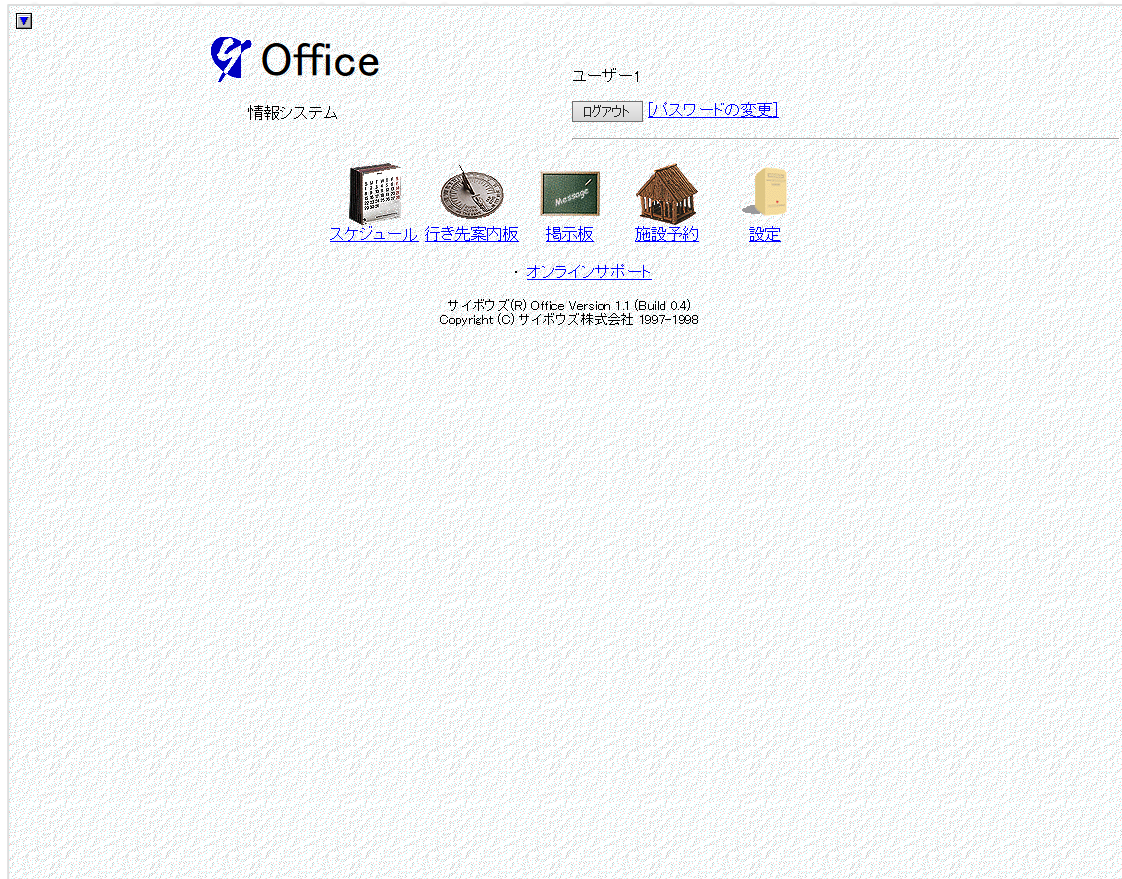 Office
ユーザー1
ログアウト [パスワードの変更]
情報システム
Message
スケジュール 行き先案内板 掲示板 施設予約 設定
・ オンラインサポート
サイボウズ(R) Office Version 1.1 (Build 0.4)
Copyright (C) サイボウズ株式会社 1997-1998